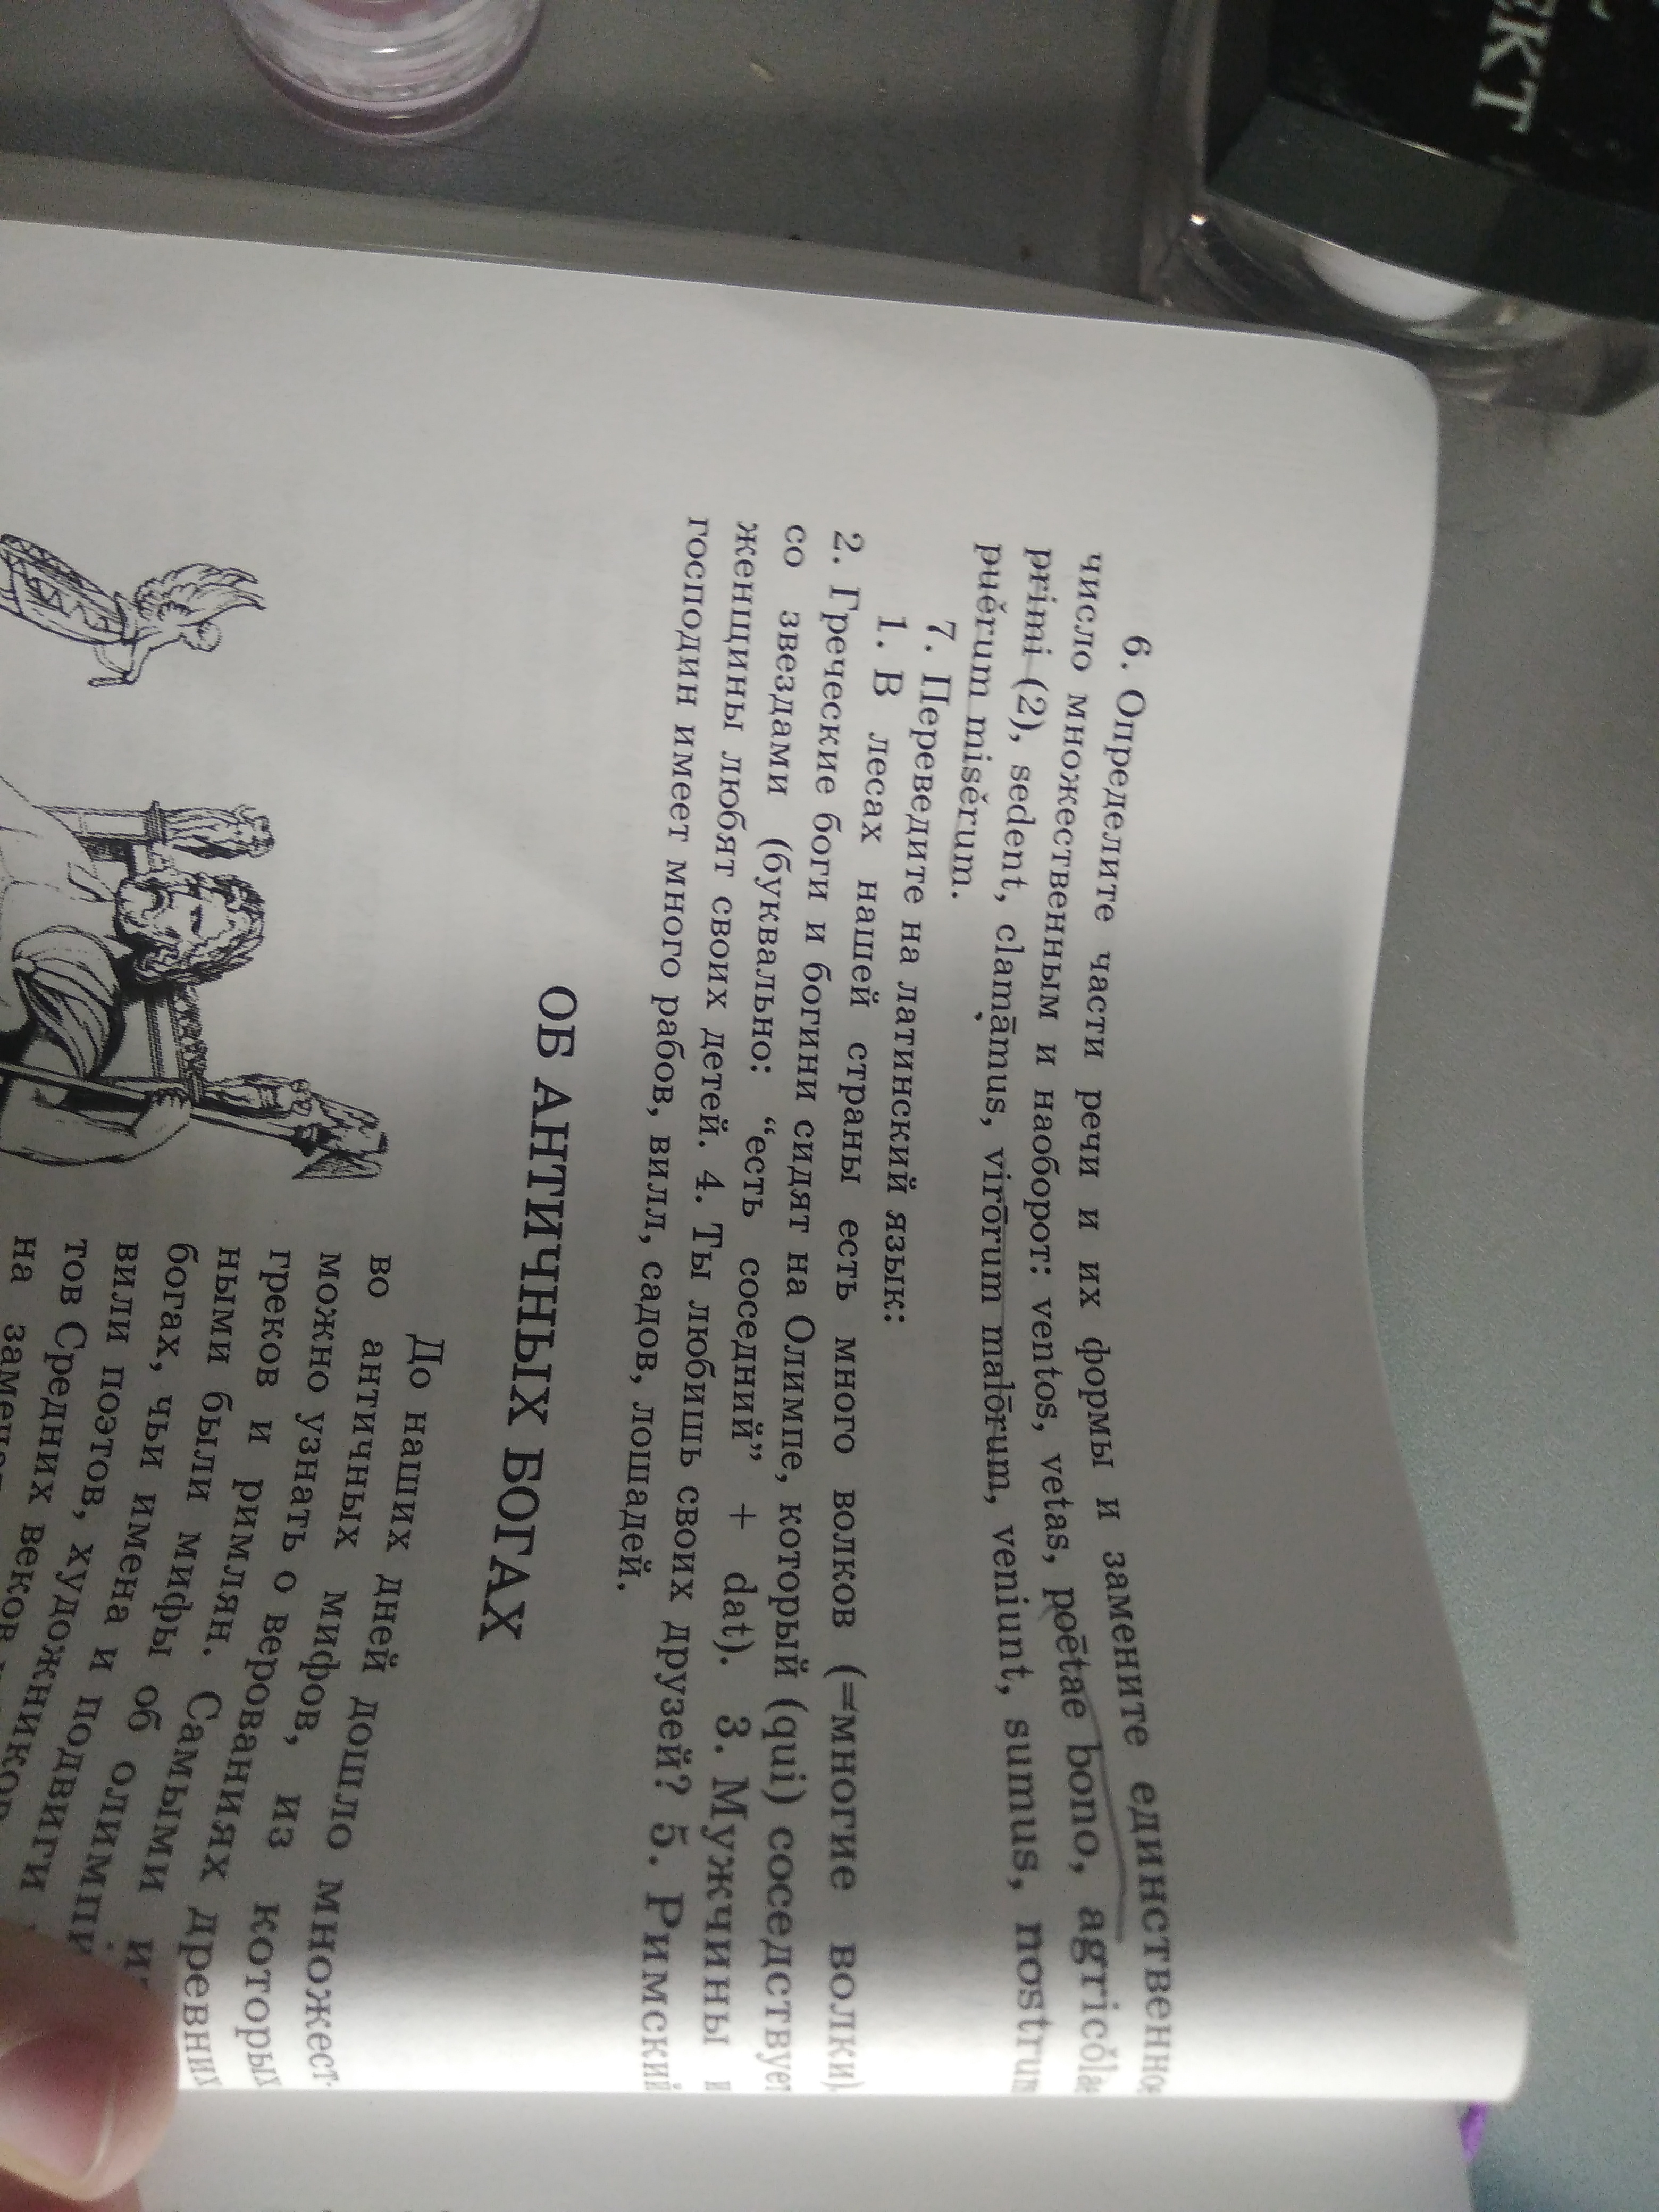 ЕКТ
6. Определите части речи и их формы и замените единственное
число множественным и наоборот: ventos, vetas, poētae bono, agricŏlae
primi (2), sedent, clamāmus, virōrum malōrum, veniunt, sumus, nostrum
puĕrum misĕrum.
7. Переведите на латинский язык:
1. В лесах нашей страны есть много волков (=многие волки).
2. Греческие боги и богини сидят на Олимпе, который (qui) соседствует
со звездами (буквально: “есть соседний” + dat). 3. Мужчины и
женщины любят своих детей. 4. Ты любишь своих друзей? 5. Римский
господин имеет много рабов, вилл, садов, лошадей.
ОБ АНТИЧНЫХ БОГАХ
До наших дней дошло множест-
во античных мифов, из которых
можно узнать о верованиях древних
греков и римлян. Самыми
ными были мифы об олимпи
богах, чьи имена и подвиги
вили поэтов, художников
тов Средних веков
на